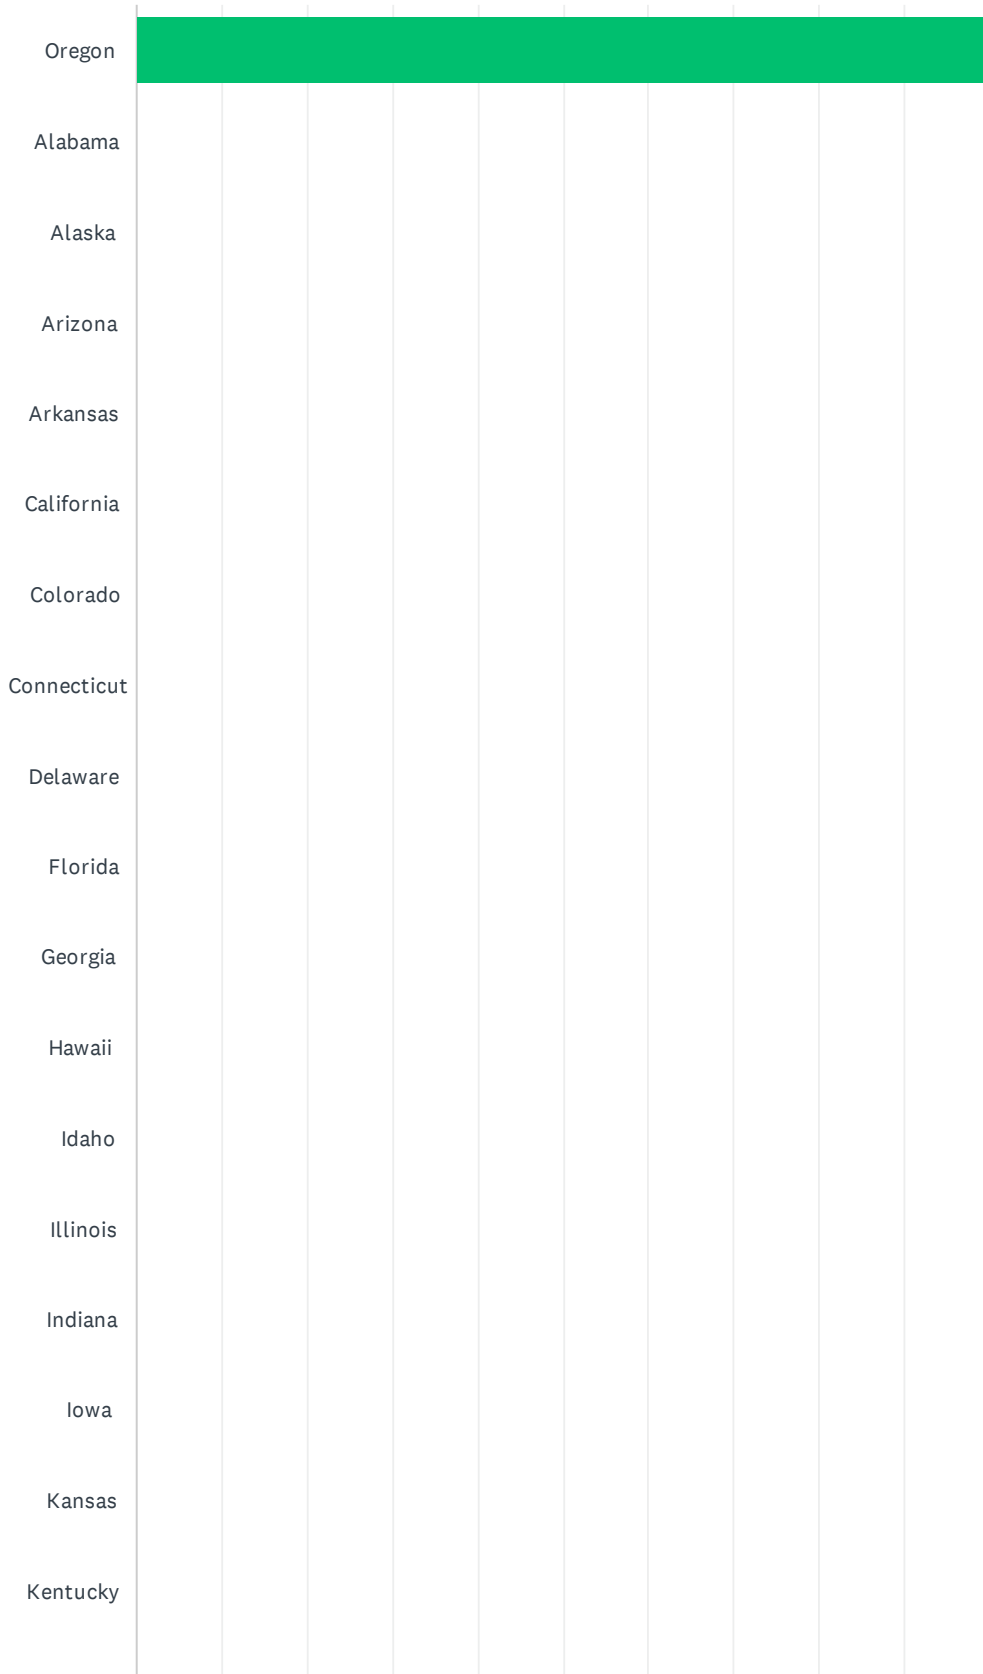 Oregon
Alabama
Alaska
Arizona
Arkansas
California
Colorado
Connecticut
Delaware
Florida
Georgia
Hawaii
Idaho
Illinois
Indiana
Iowa
Kansas
Kentucky